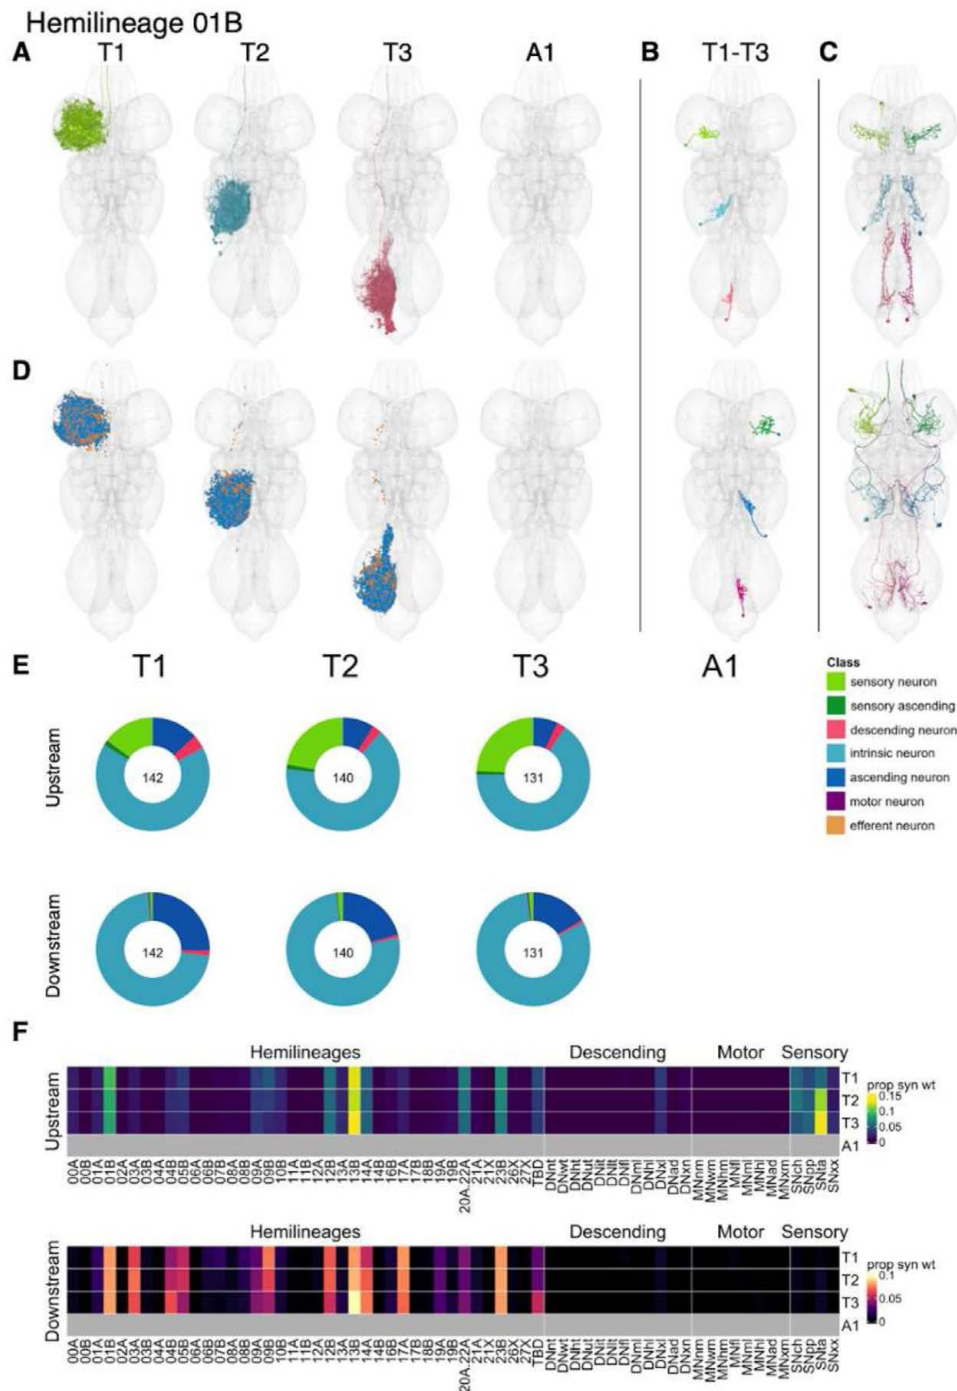 Hemilineage 01B
A T1 T2 T3 A1 B T1-T3 C
D
E T1 T2 T3 A1
Class
sensory neuron
sensory ascending
descending neuron
intrinsic neuron
ascending neuron
motor neuron
efferent neuron
Upstream
142 140 131
Downstream
142 140 131
F
Hemilineages Descending Motor Sensory
Upstream
T1
T2
T3
A1
prop syn wt
0.15
0.1
0.05
0
00A 00B 01A 01B 02A 03A 03B 04A 04B 05B 06A 06B 07B 08A 08B 09A 09B 10B 11A 11B 12A 12B 13A 13B 14A 14B 16B 17A 17B 18B 19A 19B 20A.22A 21A 21X 23B 26X 27X TBD DNnt DNwt DNht DNut DNit DNlt DNfl DNml DNhl DNxl DNad DNxn MNnm MNwm MNhm MNfl MNml MNhl MNad MNxm SNch SNpp SNta SNxx
Hemilineages Descending Motor Sensory
Downstream
T1
T2
T3
A1
prop syn wt
0.1
0.05
0
00A 00B 01A 01B 02A 03A 03B 04A 04B 05B 06A 06B 07B 08A 08B 09A 09B 10B 11A 11B 12A 12B 13A 13B 14A 14B 16B 17A 17B 18B 19A 19B 20A.22A 21A 21X 23B 26X 27X TBD DNnt DNwt DNht DNut DNit DNlt DNfl DNml DNhl DNxl DNad DNxn MNnm MNwm MNhm MNfl MNml MNhl MNad MNxm SNch SNpp SNta SNxx